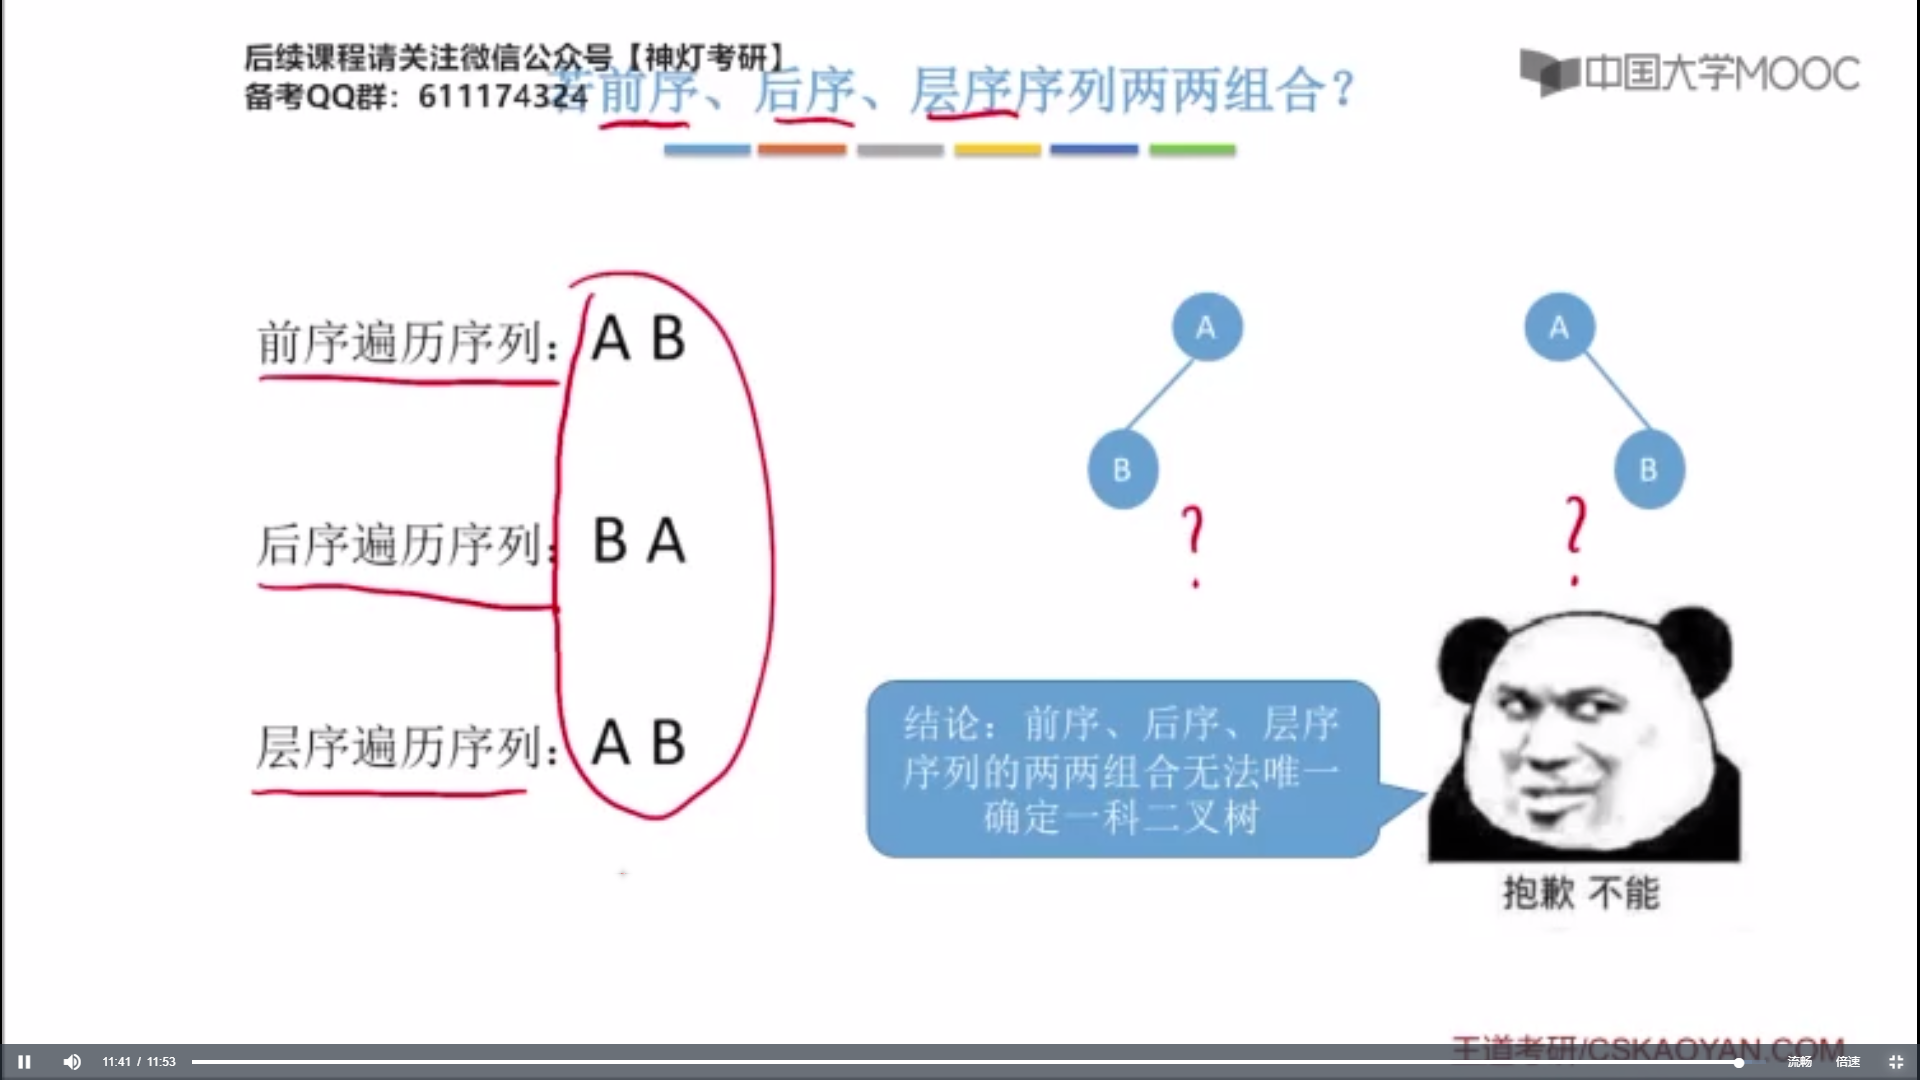 后续课程请关注微信公众号【神灯考研】
备考QQ群：611174324
若前序、后序、层序序列两两组合？
中国大学MOOC
前序遍历序列：A B
后序遍历序列：B A
层序遍历序列：A B
A
B
A
B
?
?
结论：前序、后序、层序
序列的两两组合无法唯一
确定一科二叉树
抱歉 不能
王道考研/CSKAOYAN.COM
11:41 / 11:53
流畅
倍速